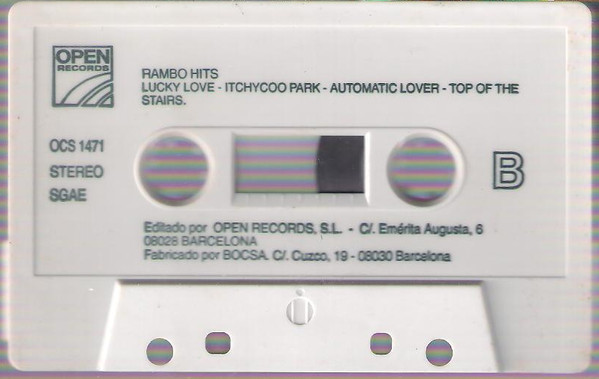 OPEN
RECORDS
RAMBO HITS
LUCKY LOVE - ITCHYCOO PARK - AUTOMATIC LOVER - TOP OF THE
STAIRS.
OCS 1471
STEREO
SGAE
B
Editado por OPEN RECORDS, S.L. - C/. Emérita Augusta, 6
08028 BARCELONA
Fabricado por BOCSA. C/. Cuzco, 19 - 08030 Barcelona